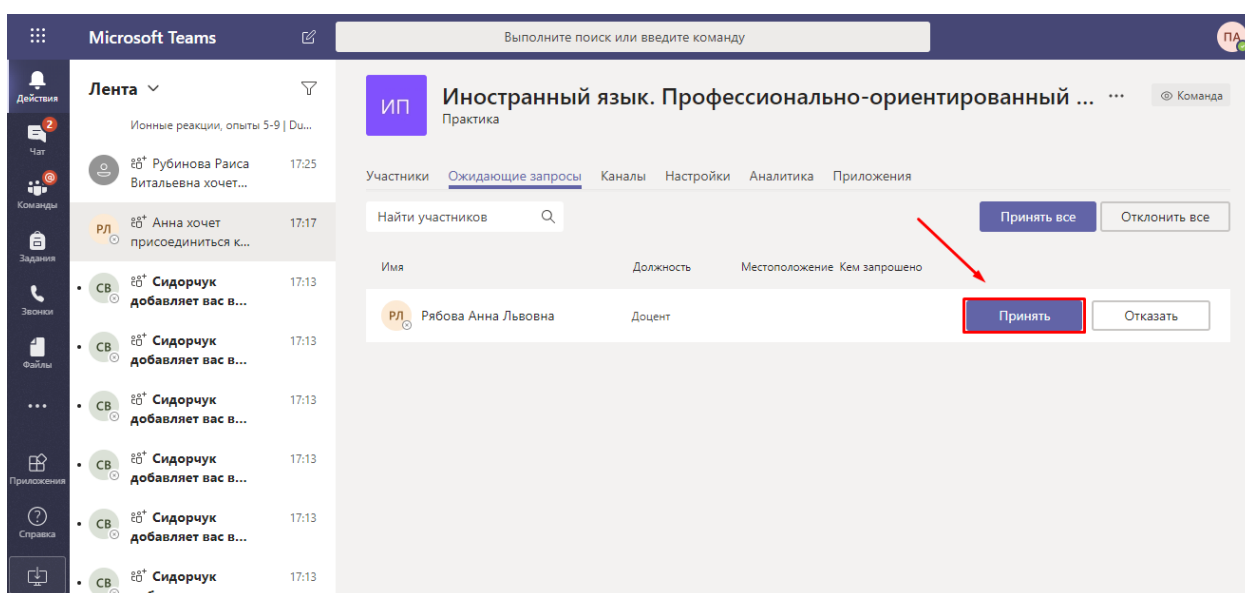 Microsoft Teams
Выполните поиск или введите команду
ПА
Действия
2
Чат
@
Команды
Задания
Звонки
Файлы
Приложения
Справка
Лента
Ионные реакции, опыты 5-9 | Du...
Рубинова Раиса 17:25
Витальевна хочет...
РЛ Анна хочет 17:17
присоединиться к...
СВ Сидорчук 17:13
добавляет вас в...
СВ Сидорчук 17:13
добавляет вас в...
СВ Сидорчук 17:13
добавляет вас в...
СВ Сидорчук 17:13
добавляет вас в...
СВ Сидорчук 17:13
добавляет вас в...
СВ Сидорчук 17:13
ИП Иностранный язык. Профессионально-ориентированный ... ... Команда
Практика
Участники Ожидающие запросы Каналы Настройки Аналитика Приложения
Найти участников Принять все Отклонить все
Имя Должность Местоположение Кем запрошено
РЛ Рябова Анна Львовна Доцент Принять Отказать